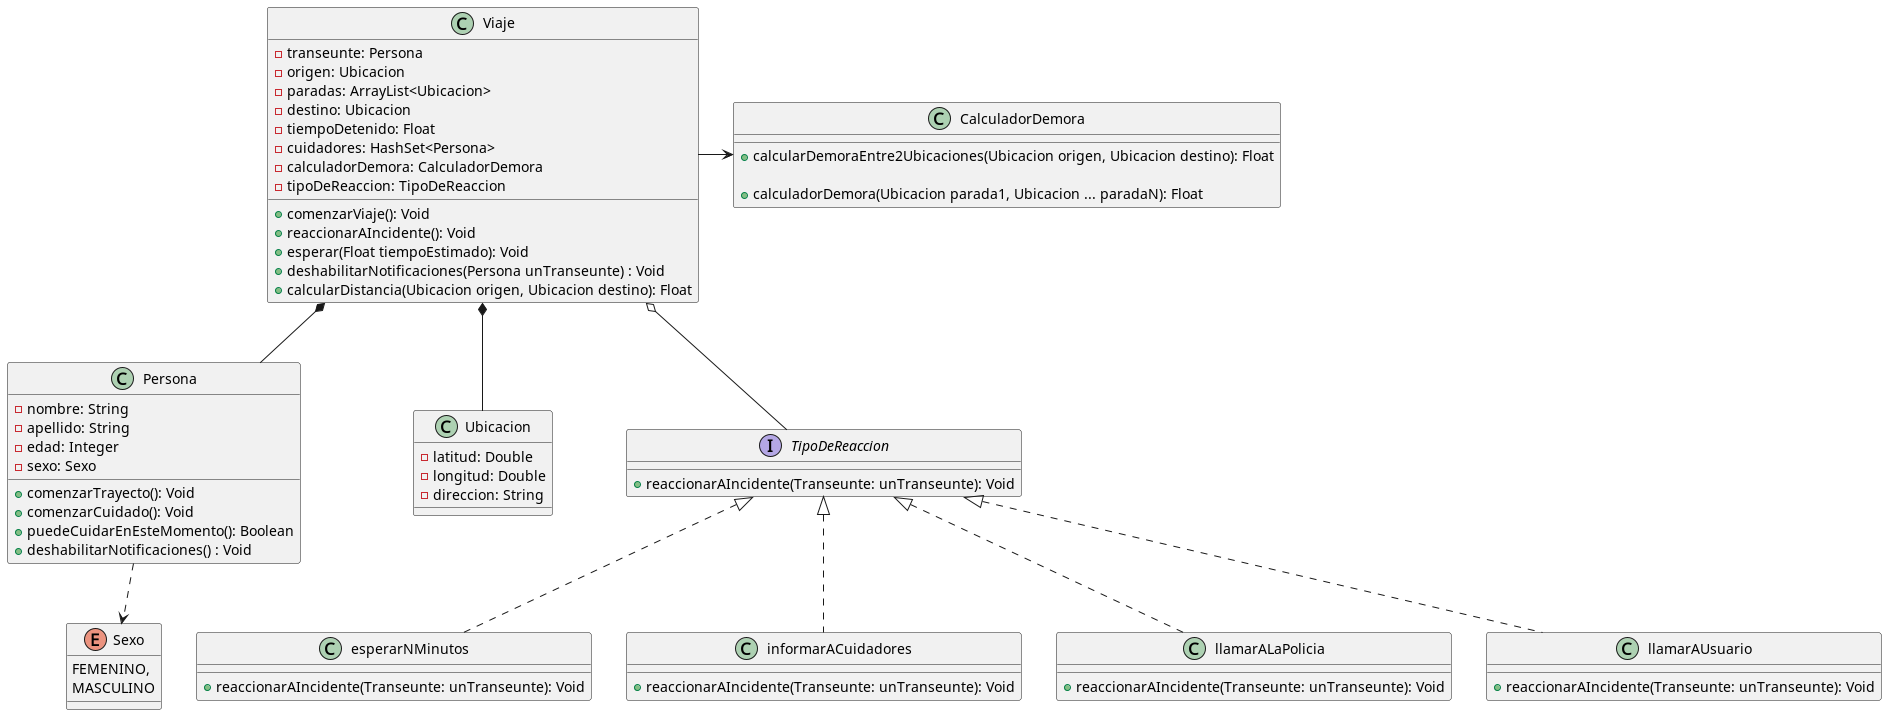 Viaje
transeunte: Persona
origen: Ubicacion
paradas: ArrayList<Ubicacion>
destino: Ubicacion
tiempoDetenido: Float
cuidadores: HashSet<Persona>
calculadorDemora: CalculadorDemora
tipoDeReaccion: TipoDeReaccion
comenzarViaje(): Void
reaccionarAIncidente(): Void
esperar(Float tiempoEstimado): Void
deshabilitarNotificaciones(Persona unTranseunte) : Void
calcularDistancia(Ubicacion origen, Ubicacion destino): Float
CalculadorDemora
calcularDemoraEntre2Ubicaciones(Ubicacion origen, Ubicacion destino): Float
calculadorDemora(Ubicacion parada1, Ubicacion ... paradaN): Float
Persona
nombre: String
apellido: String
edad: Integer
sexo: Sexo
comenzarTrayecto(): Void
comenzarCuidado(): Void
puedeCuidarEnEsteMomento(): Boolean
deshabilitarNotificaciones() : Void
Ubicacion
latitud: Double
longitud: Double
direccion: String
TipoDeReaccion
reaccionarAIncidente(Transeunte: unTranseunte): Void
Sexo
FEMENINO,
MASCULINO
esperarNMinutos
reaccionarAIncidente(Transeunte: unTranseunte): Void
informarACuidadores
reaccionarAIncidente(Transeunte: unTranseunte): Void
llamarALaPolicia
reaccionarAIncidente(Transeunte: unTranseunte): Void
llamarAUsuario
reaccionarAIncidente(Transeunte: unTranseunte): Void